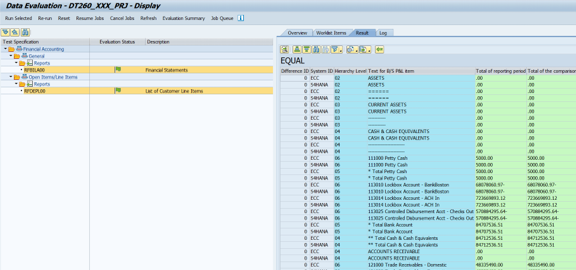 Data Evaluation - DT260_XXX_PRJ - Display
Run Selected Re-run Reset Resume Jobs Cancel Jobs Refresh Evaluation Summary Job Queue
Overview Worklist Items Result Log
Test Specification Evaluation Status Description
Financial Accounting
General
Reports
RFBILA00 Financial Statements
Open Items/Line Items
Reports
RFDEPL00 List of Customer Line Items
EQUAL
Difference ID System ID Hierarchy Level Text for B/S P&L item Total of reporting period Total of the comparison
0 ECC 02 ASSETS .00 .00
0 S4HANA 02 ASSETS .00 .00
0 ECC 02 ====== .00 .00
0 S4HANA 02 ====== .00 .00
0 ECC 03 CURRENT ASSETS .00 .00
0 S4HANA 03 CURRENT ASSETS .00 .00
0 ECC 03 .00 .00
0 S4HANA 03 .00 .00
0 ECC 04 CASH & CASH EQUIVALENTS .00 .00
0 S4HANA 04 CASH & CASH EQUIVALENTS .00 .00
0 ECC 04 .00 .00
0 S4HANA 04 .00 .00
0 ECC 06 111000 Petty Cash 5000.00 5000.00
0 S4HANA 06 111000 Petty Cash 5000.00 5000.00
0 ECC 05 * Total Petty Cash 5000.00 5000.00
0 S4HANA 05 * Total Petty Cash 5000.00 5000.00
0 ECC 06 113010 Lockbox Account - BankBoston 68078060.97- 68078060.97-
0 S4HANA 06 113010 Lockbox Account - BankBoston 68078060.97- 68078060.97-
0 ECC 06 113014 Lockbox Account - ACH In 723669893.12 723669893.12
0 S4HANA 06 113014 Lockbox Account - ACH In 723669893.12 723669893.12
0 ECC 06 113025 Controlled Disbursement Acct - Checks Out 570884295.64- 570884295.64-
0 S4HANA 06 113025 Controlled Disbursement Acct - Checks Out 570884295.64- 570884295.64-
0 ECC 05 * Total Bank Account 84707536.51 84707536.51
0 S4HANA 05 * Total Bank Account 84707536.51 84707536.51
0 ECC 04 ** Total Cash & Cash Equivalents 84712536.51 84712536.51
0 S4HANA 04 ** Total Cash & Cash Equivalents 84712536.51 84712536.51
0 ECC 04 ACCOUNTS RECEIVABLE .00 .00
0 S4HANA 04 ACCOUNTS RECEIVABLE .00 .00
0 ECC 06 121000 Trade Receivables - Domestic 48335490.00 48335490.00